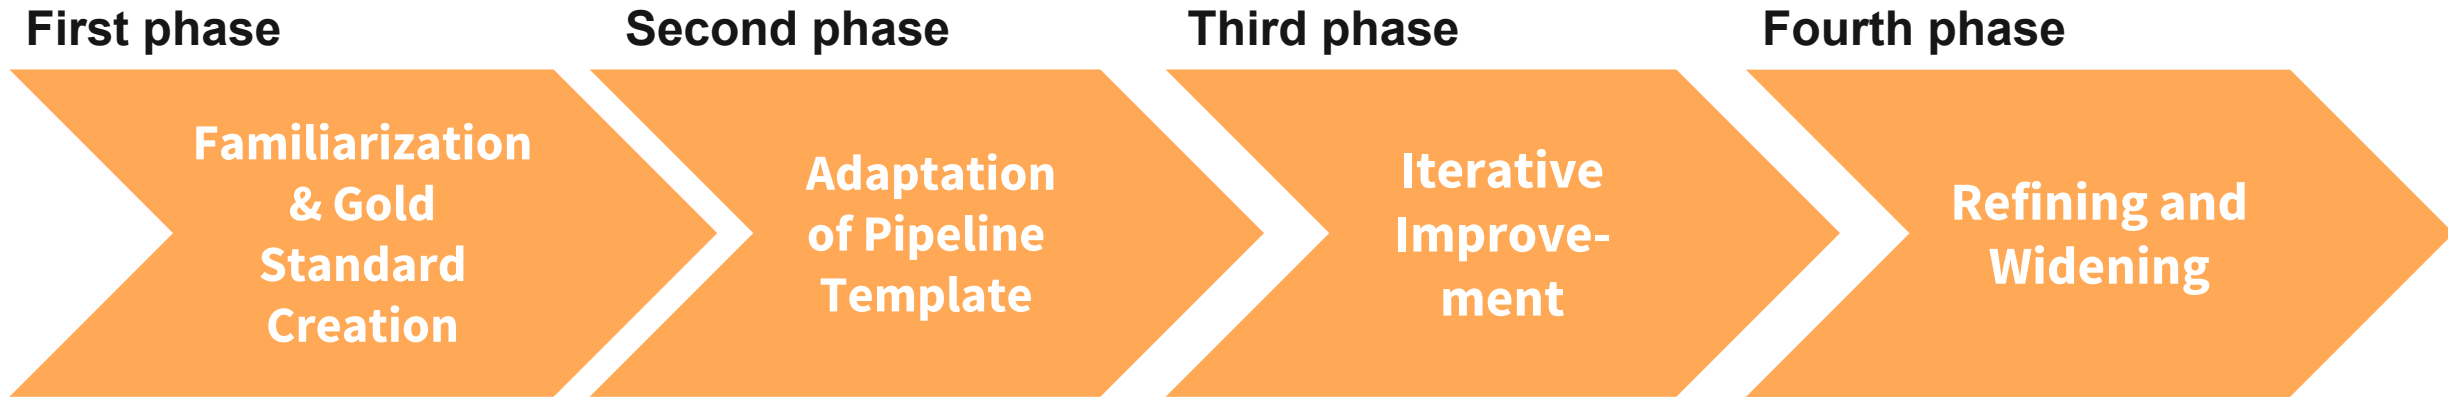 First phase
Familiarization
& Gold
Standard
Creation
Second phase
Adaptation
of Pipeline
Template
Third phase
Iterative
Improve-
ment
Fourth phase
Refining and
Widening